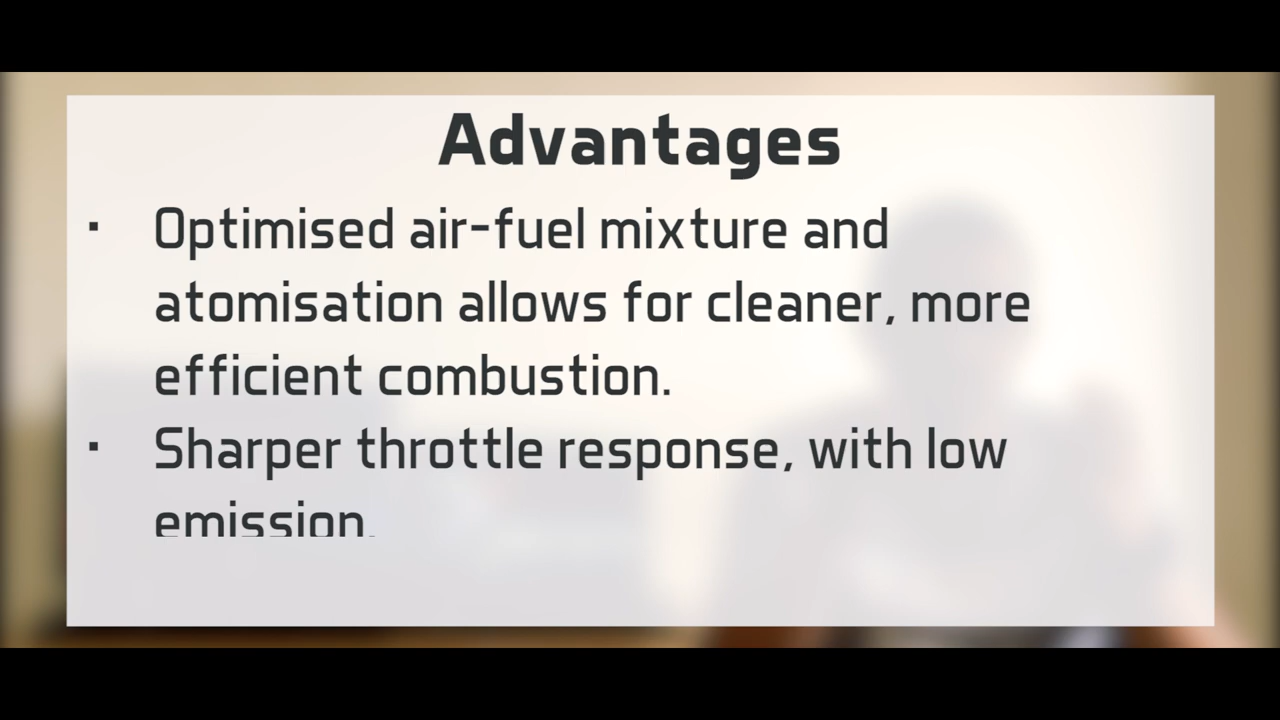 Advantages
▪ Optimised air-fuel mixture and
atomisation allows for cleaner, more
efficient combustion.
▪ Sharper throttle response, with low
emission.